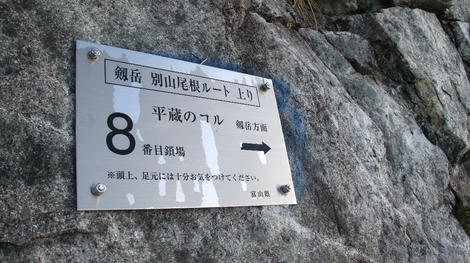 剱岳 別山尾根ルート 上り
平蔵のコル
剱岳方面
8 番目鎖場
※頭上、足元には十分お気をつけてください。
富山県